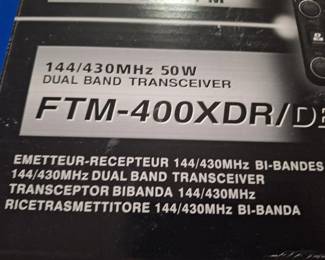 144/430MHz 50W
DUAL BAND TRANSCEIVER
FTM-400XDR/DE
EMETTEUR-RECEPTEUR 144/430MHz BI-BANDES
144/430MHz DUAL BAND TRANSCEIVER
TRANSCEPTOR BIBANDA 144/430MHz
RICETRASMETTITORE 144/430MHz BI-BANDA